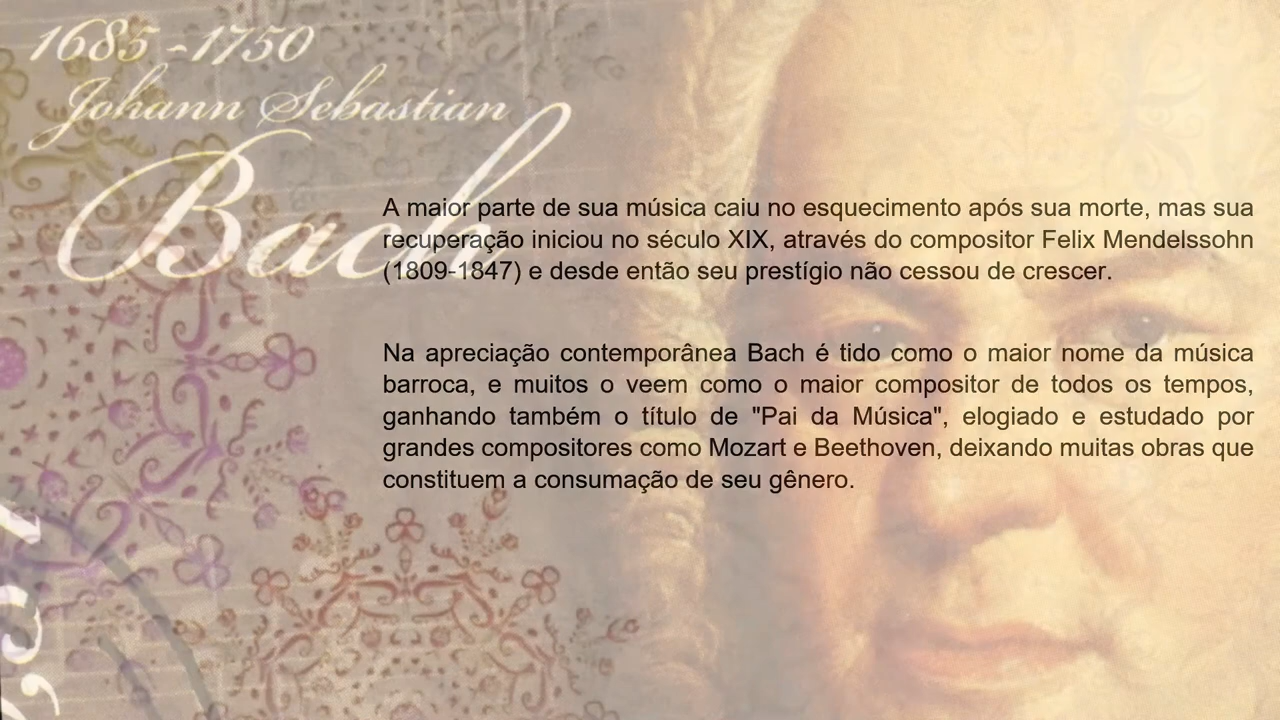 1685 - 1750
Johann Sebastian
Bach
A maior parte de sua música caiu no esquecimento após sua morte, mas sua
recuperação iniciou no século XIX, através do compositor Felix Mendelssohn
(1809-1847) e desde então seu prestígio não cessou de crescer.
Na apreciação contemporânea Bach é tido como o maior nome da música
barroca, e muitos o veem como o maior compositor de todos os tempos,
ganhando também o título de "Pai da Música", elogiado e estudado por
grandes compositores como Mozart e Beethoven, deixando muitas obras que
constituem a consumação de seu gênero.